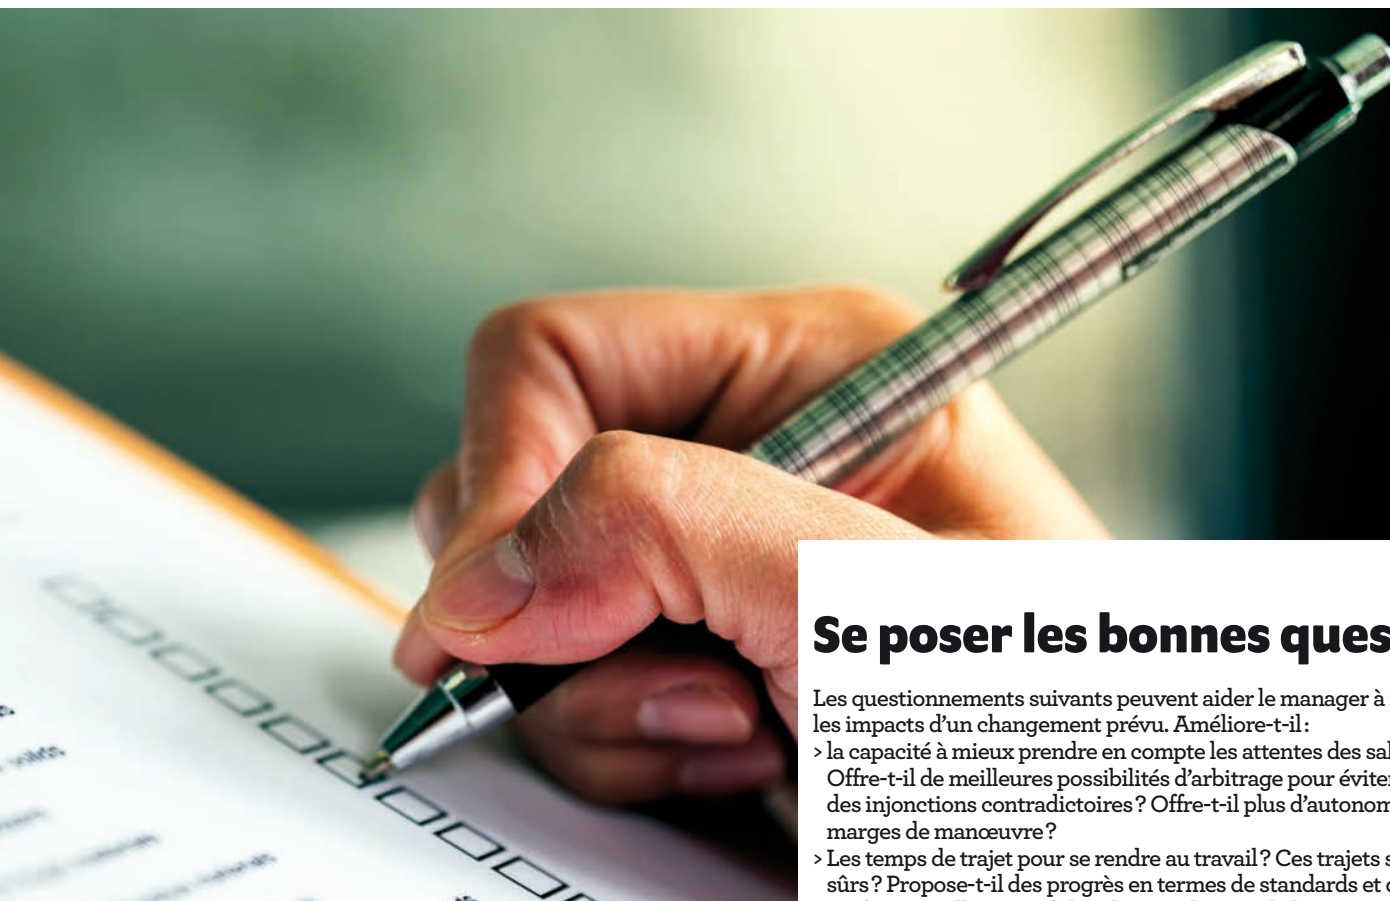 Se poser les bonnes ques
Les questionnements suivants peuvent aider le manager à
les impacts d’un changement prévu. Améliore-t-il :
> la capacité à mieux prendre en compte les attentes des sal
Offre-t-il de meilleures possibilités d’arbitrage pour éviter
des injonctions contradictoires ? Offre-t-il plus d’autonom
marges de manœuvre ?
> Les temps de trajet pour se rendre au travail ? Ces trajets s
sûrs ? Propose-t-il des progrès en termes de standards et